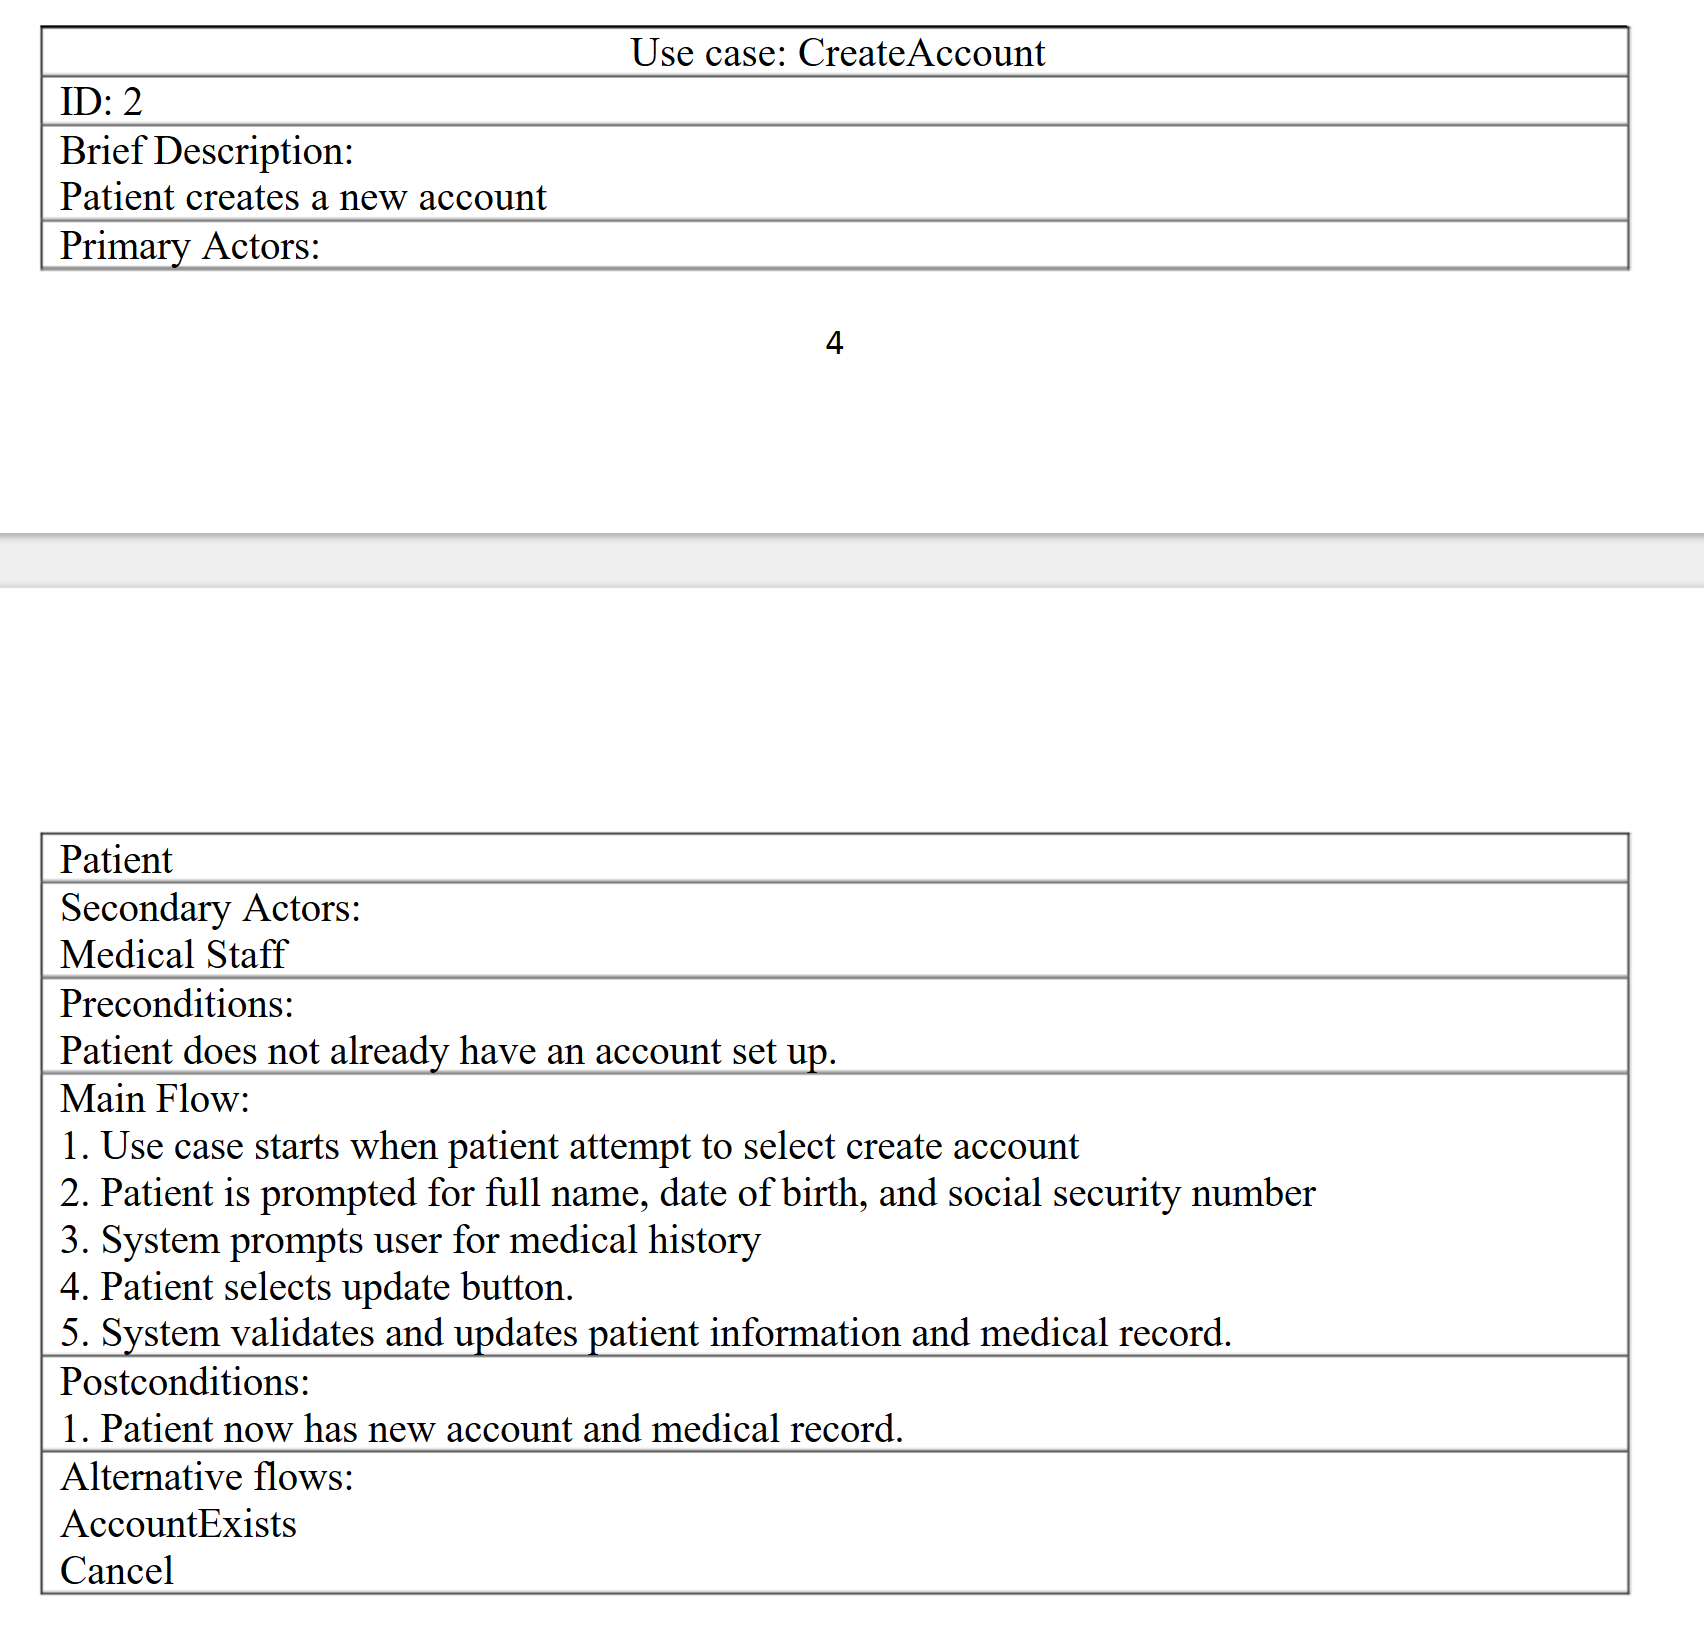 Use case: CreateAccount
ID: 2
Brief Description:
Patient creates a new account
Primary Actors:
4
Patient
Secondary Actors:
Medical Staff
Preconditions:
Patient does not already have an account set up.
Main Flow:
1. Use case starts when patient attempt to select create account
2. Patient is prompted for full name, date of birth, and social security number
3. System prompts user for medical history
4. Patient selects update button.
5. System validates and updates patient information and medical record.
Postconditions:
1. Patient now has new account and medical record.
Alternative flows:
AccountExists
Cancel